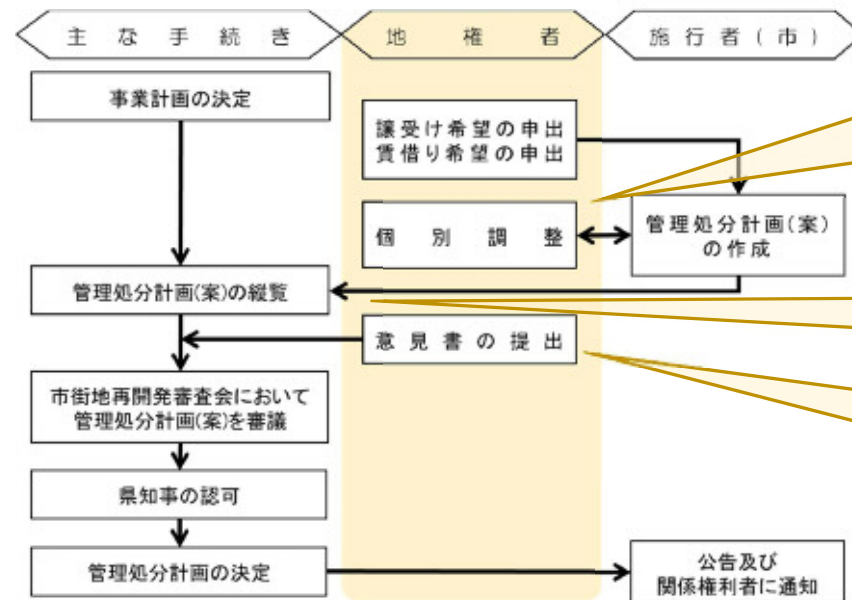 主な手続き
地権者
施行者(市)
事業計画の決定
譲受け希望の申出
賃借り希望の申出
個別調整
管理処分計画(案)
の作成
管理処分計画(案)の縦覧
意見書の提出
市街地再開発審査会において
管理処分計画(案)を審議
県知事の認可
管理処分計画の決定
公告及び
関係権利者に通知